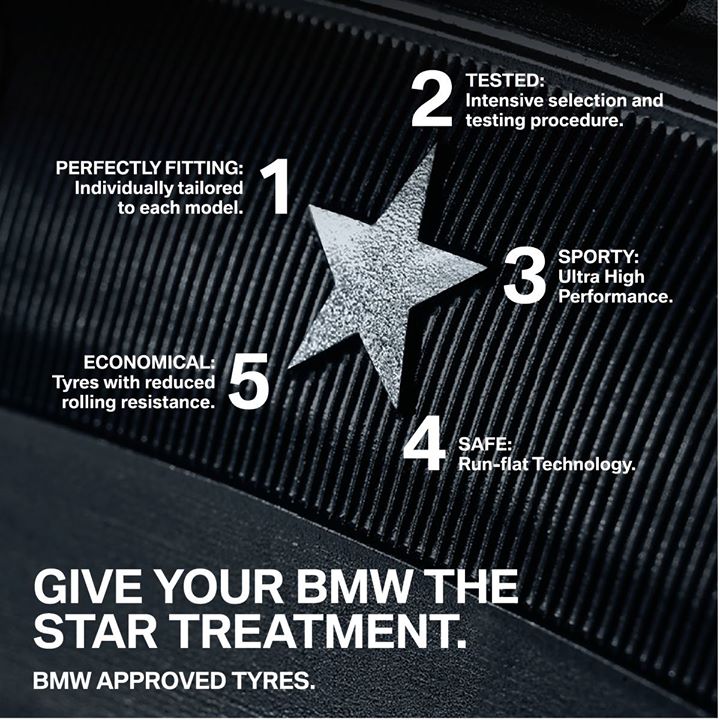 1
PERFECTLY FITTING:
Individually tailored
to each model.
2
TESTED:
Intensive selection and
testing procedure.
3
SPORTY:
Ultra High
Performance.
4
SAFE:
Run-flat Technology.
5
ECONOMICAL:
Tyres with reduced
rolling resistance.
GIVE YOUR BMW THE
STAR TREATMENT.
BMW APPROVED TYRES.